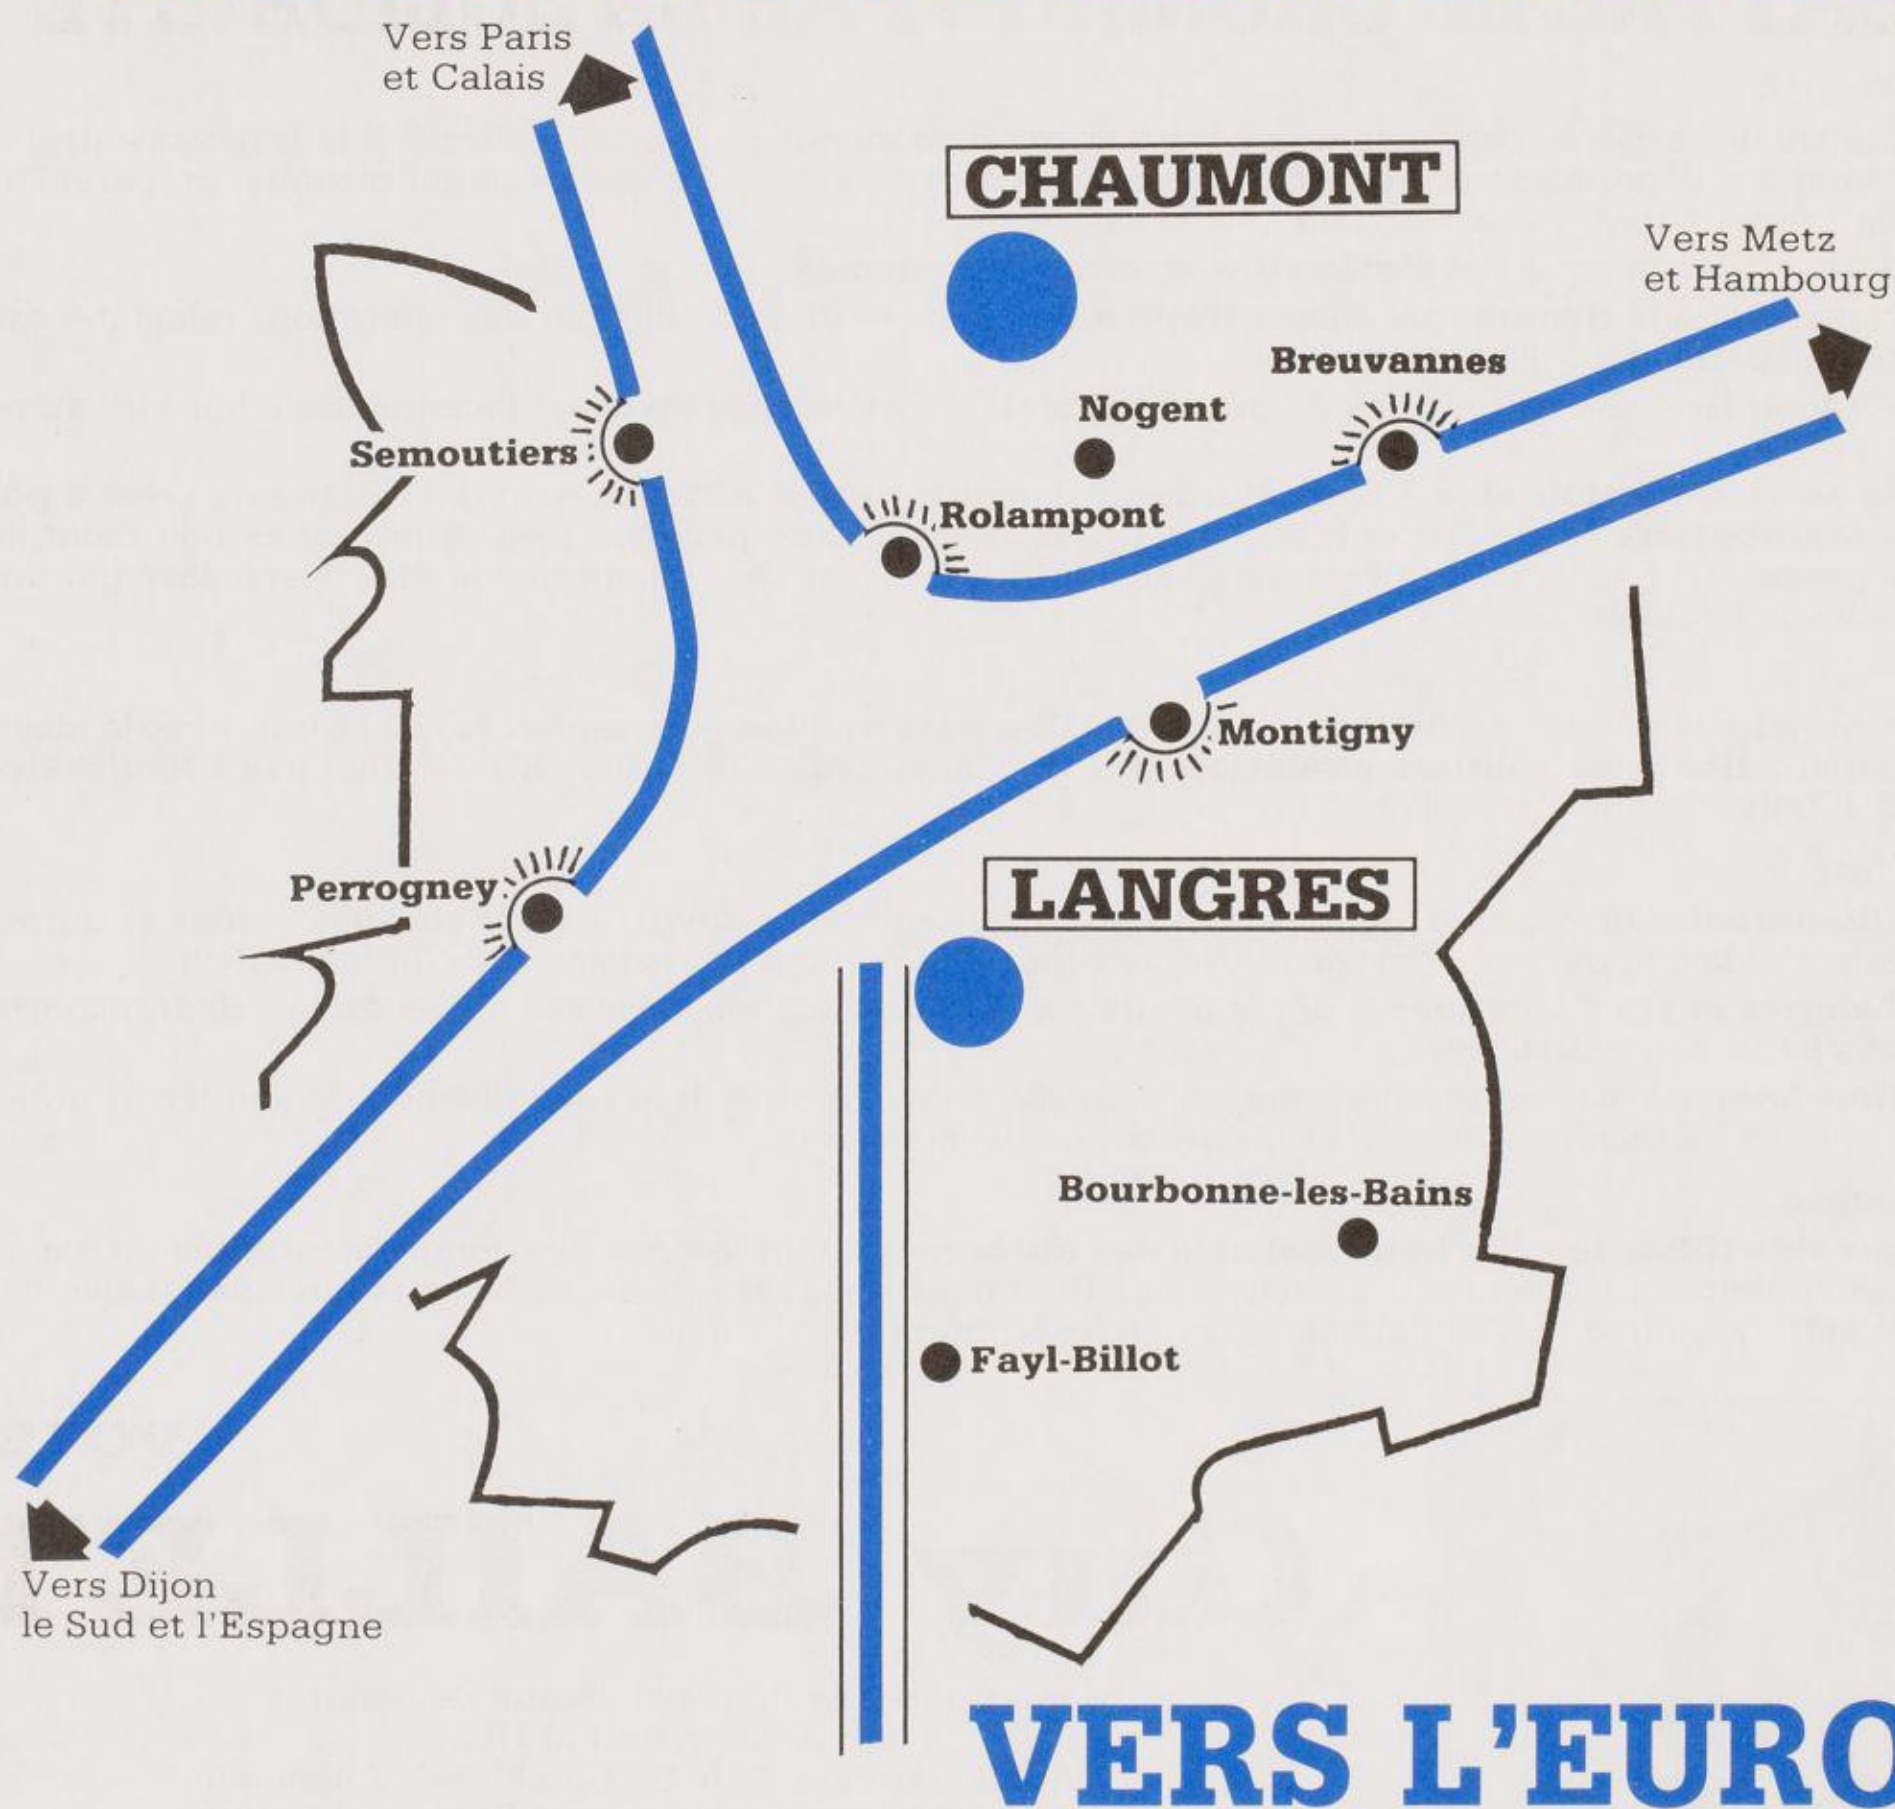 Vers Paris
et Calais
CHAUMONT
Vers Metz
et Hambourg
Breuvannes
Nogent
Semoutiers
Rolampont
Montigny
Perrogney
LANGRES
Bourbonne-les-Bains
Fayl-Billot
Vers Dijon
le Sud et l'Espagne
VERS L'EURO